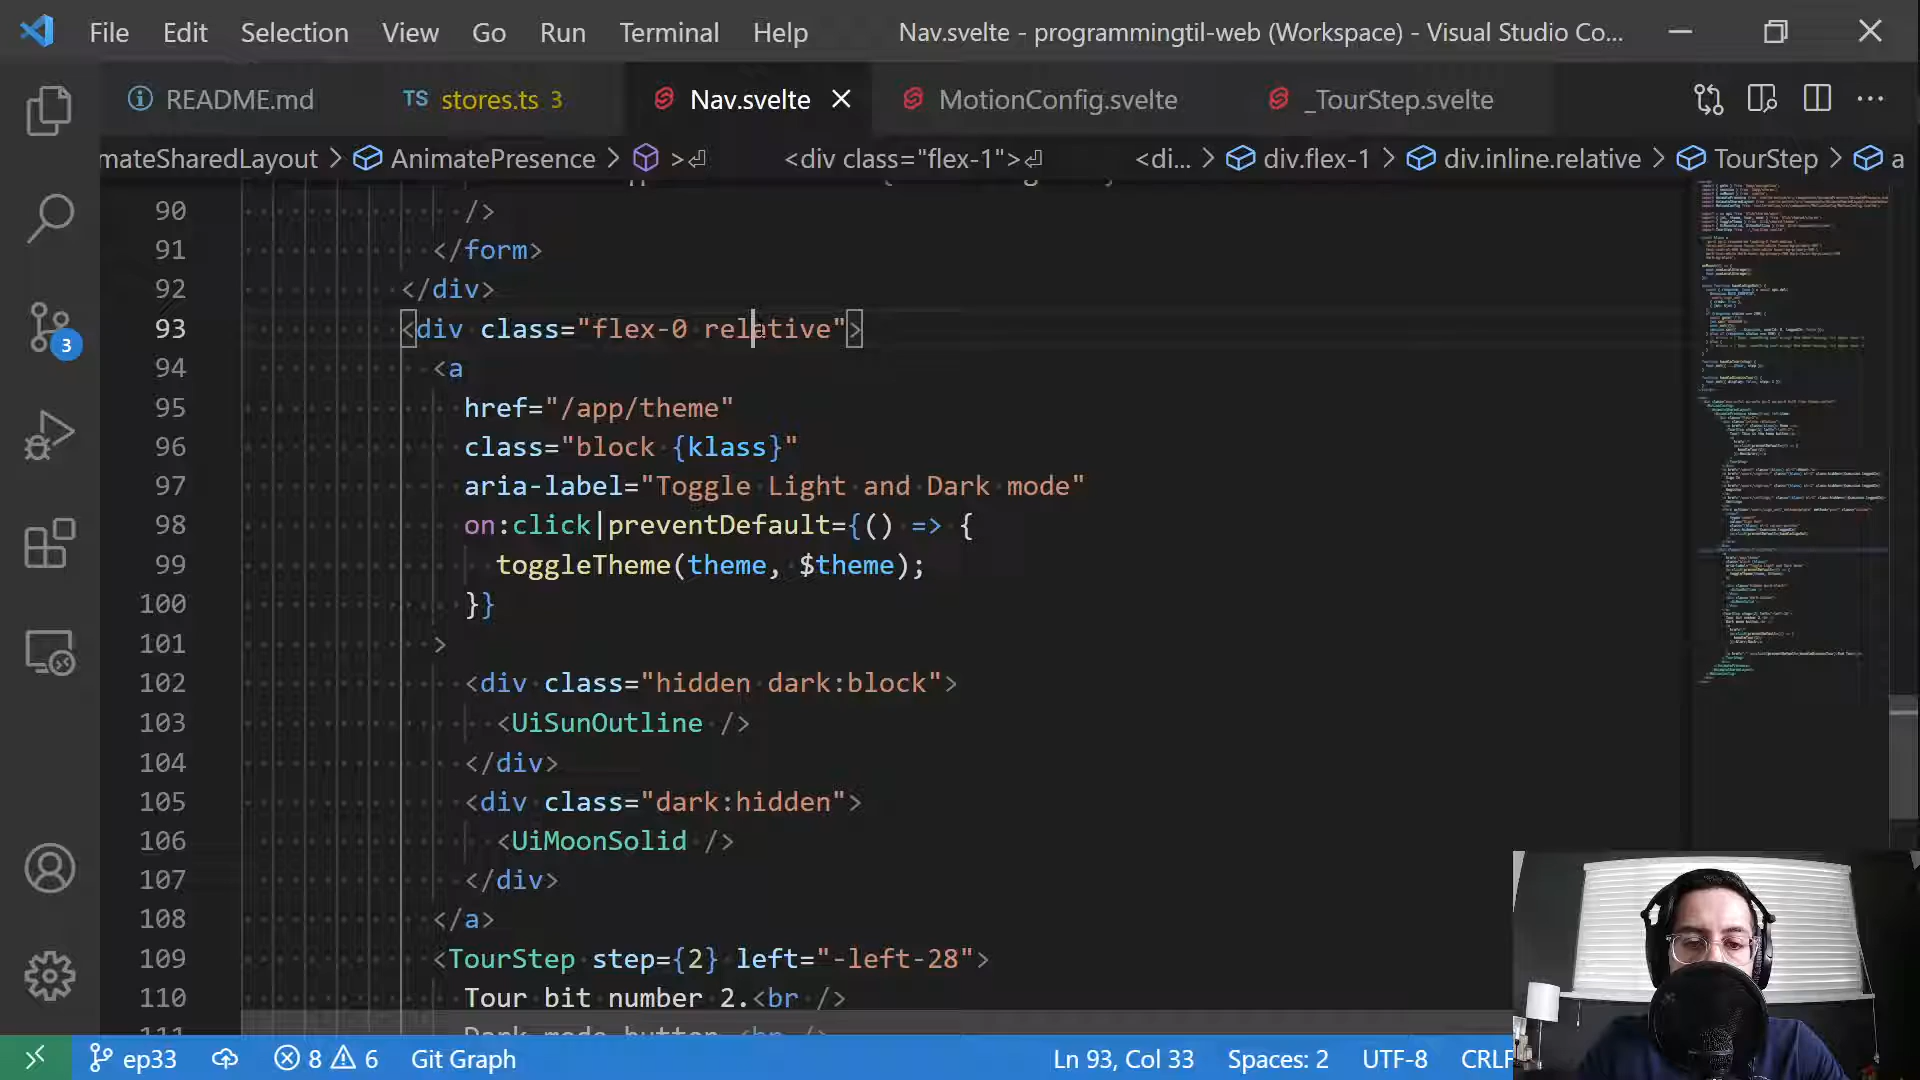 File Edit Selection View Go Run Terminal Help Nav.svelte - programmingtil-web (Workspace) - Visual Studio Co...
README.md TS stores.ts 3 Nav.svelte MotionConfig.svelte _TourStep.svelte
mateSharedLayout > AnimatePresence > >⏎ <div class="flex-1">⏎ <di... > div.flex-1 > div.inline.relative > TourStep > a
90 />
91 </form>
92 </div>
93 <div class="flex-0 relative">
94 <a
95 href="/app/theme"
96 class="block {klass}"
97 aria-label="Toggle Light and Dark mode"
98 on:click|preventDefault={() => {
99 toggleTheme(theme, $theme);
100 }}
101 >
102 <div class="hidden dark:block">
103 <UiSunOutline />
104 </div>
105 <div class="dark:hidden">
106 <UiMoonSolid />
107 </div>
108 </a>
109 <TourStep step={2} left="-left-28">
110 Tour bit number 2.<br />
111 Dark mode button.<br />
3
ep33 8 6 Git Graph Ln 93, Col 33 Spaces: 2 UTF-8 CRLF